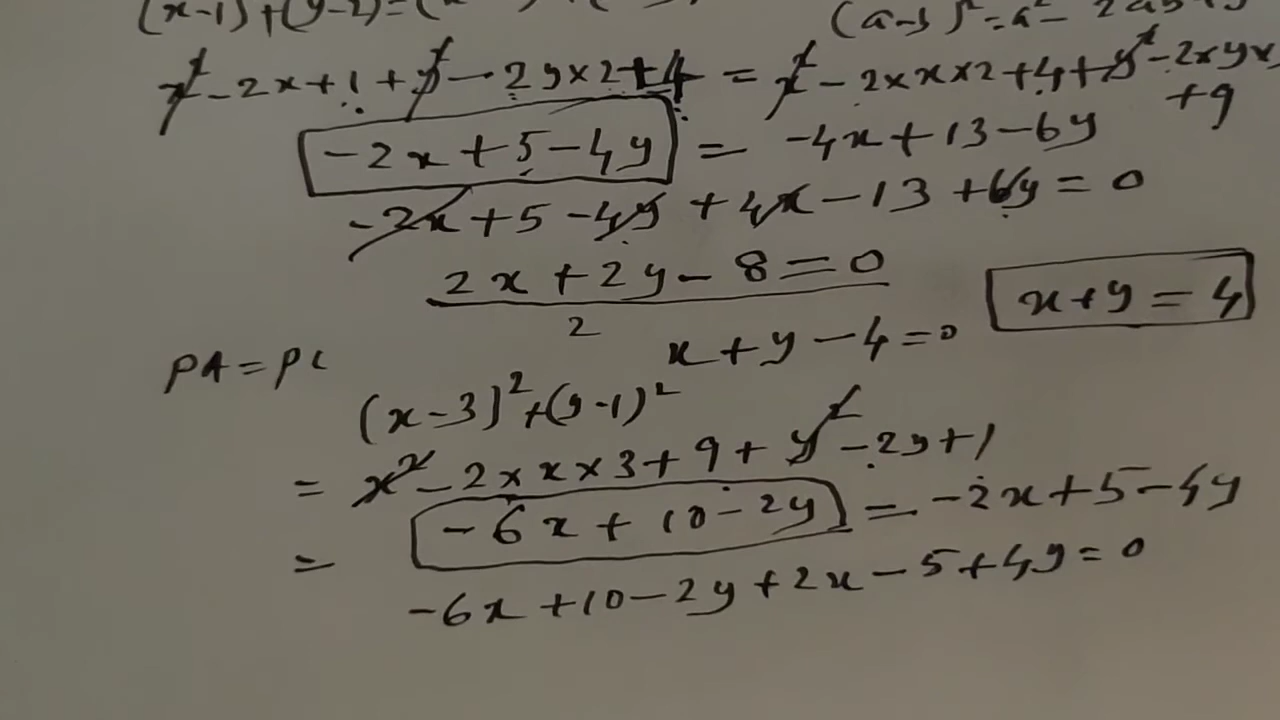 (x-1)+(y-2)=(
(a-b)²=a²-2ab+
x²-2x+1+y²-2y×2+4=x²-2×x×2+4+y²-2×y×
+9
-2x+5-4y=-4x+13-6y
-2x+5-4y+4x-13+6y=0
2x+2y-8=0
2
x+y=4
x+y-4=0
PA=PC
(x-3)²+(y-1)²
=x²-2×x×3+9+y²-2y+1
=-6x+10-2y=-2x+5-4y
-6x+10-2y+2x-5+4y=0